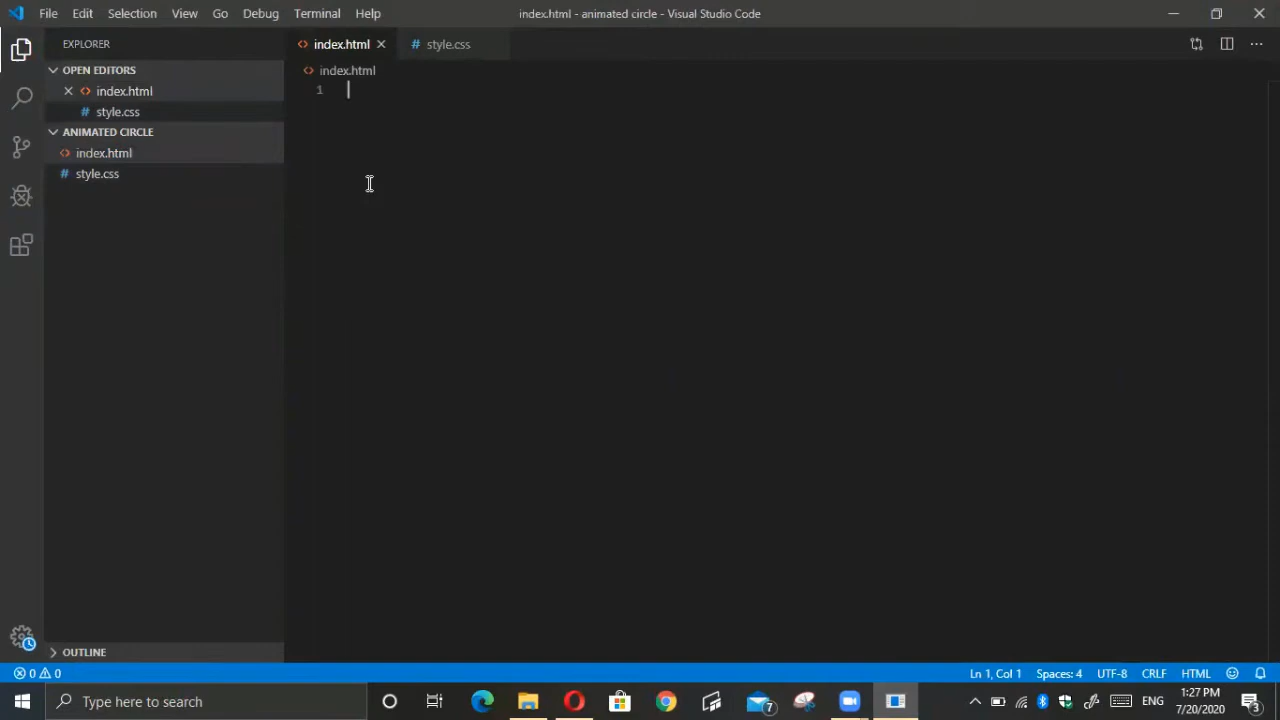 File Edit Selection View Go Debug Terminal Help
index.html - animated circle - Visual Studio Code
EXPLORER
index.html
style.css
OPEN EDITORS
index.html
style.css
ANIMATED CIRCLE
index.html
style.css
OUTLINE
index.html
1
0 0
Ln 1, Col 1 Spaces: 4 UTF-8 CRLF HTML
Type here to search
7
ENG
1:27 PM
7/20/2020
3